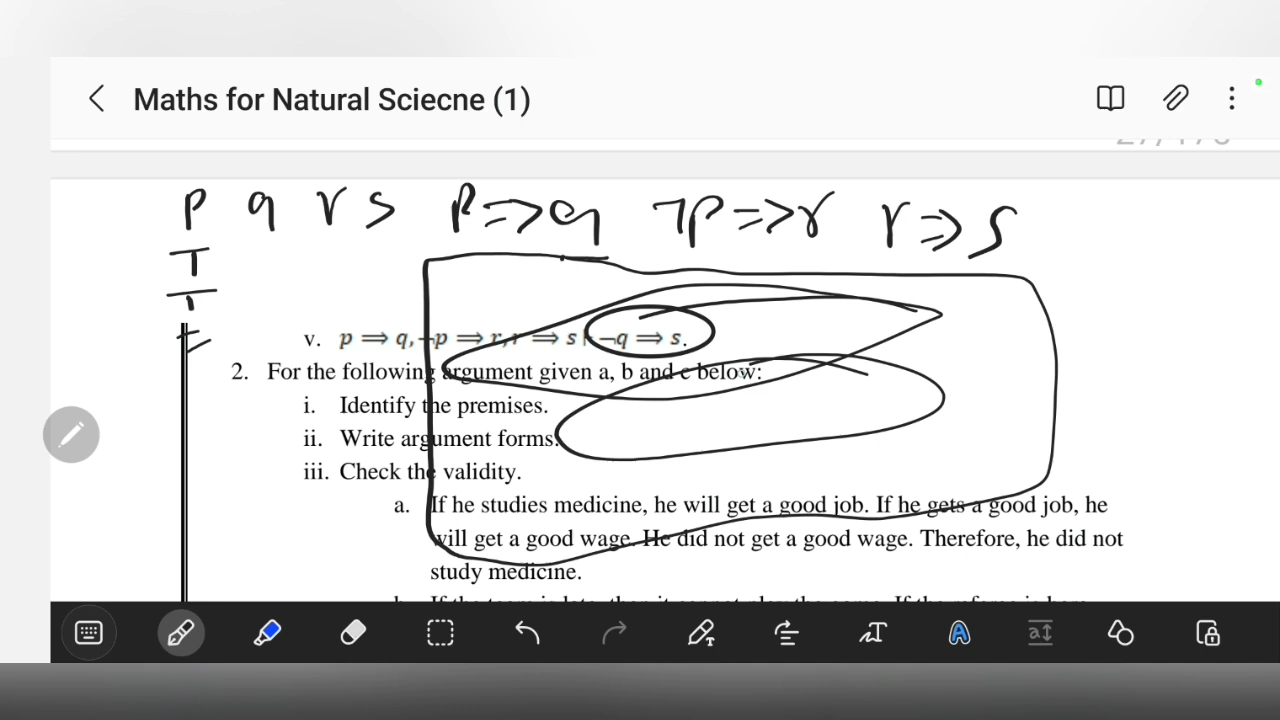 Maths for Natural Sciecne (1)
p q r s p=>q ¬p=>r r=>s
T
T
F
v. p ⟹ q, ¬p ⟹ r, r ⟹ s ⊢ ¬q ⟹ s.
2. For the following argument given a, b and c below:
i. Identify the premises.
ii. Write argument forms.
iii. Check the validity.
a. If he studies medicine, he will get a good job. If he gets a good job, he
will get a good wage. He did not get a good wage. Therefore, he did not
study medicine.